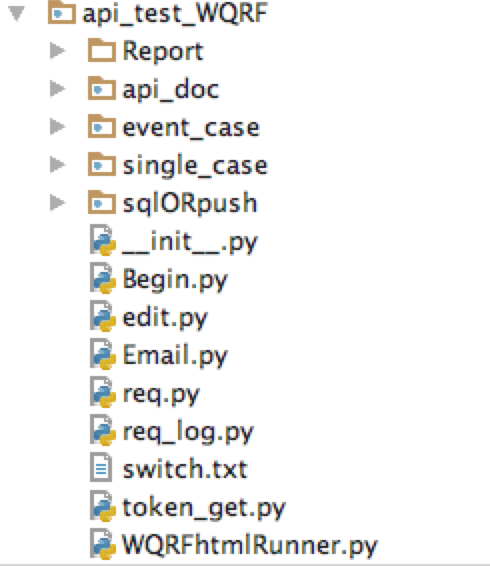 api_test_WQRF
Report
api_doc
event_case
single_case
sqlORpush
__init__.py
Begin.py
edit.py
Email.py
req.py
req_log.py
switch.txt
token_get.py
WQRFhtmlRunner.py